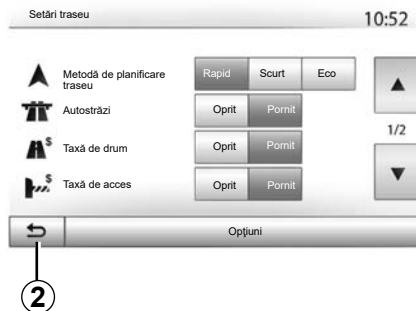 Setări traseu 10:52
Metodă de planificare traseu Rapid Scurt Eco
Autostrăzi Oprit Pornit
1/2
$ Taxă de drum Oprit Pornit
$ Taxă de acces Oprit Pornit
Opţiuni
2